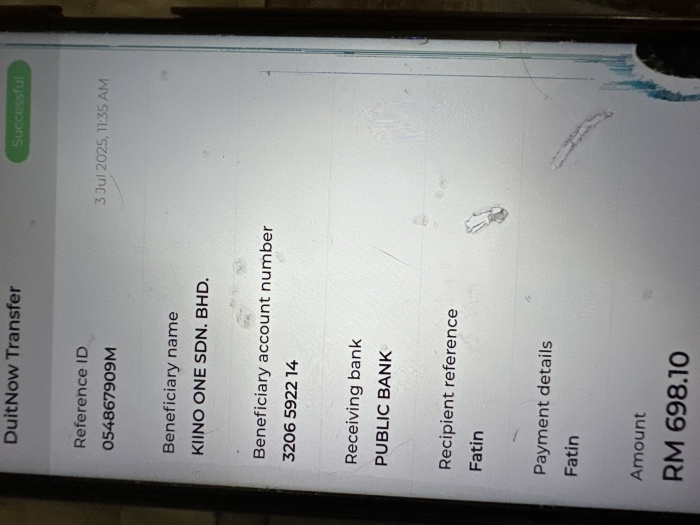 DuitNow Transfer
Successful
Reference ID
3 Jul 2025, 11:35 AM
054867909M
Beneficiary name
KIINO ONE SDN. BHD.
Beneficiary account number
3206 5922 14
Receiving bank
PUBLIC BANK
Recipient reference
Fatin
Payment details
Fatin
Amount
RM 698.10